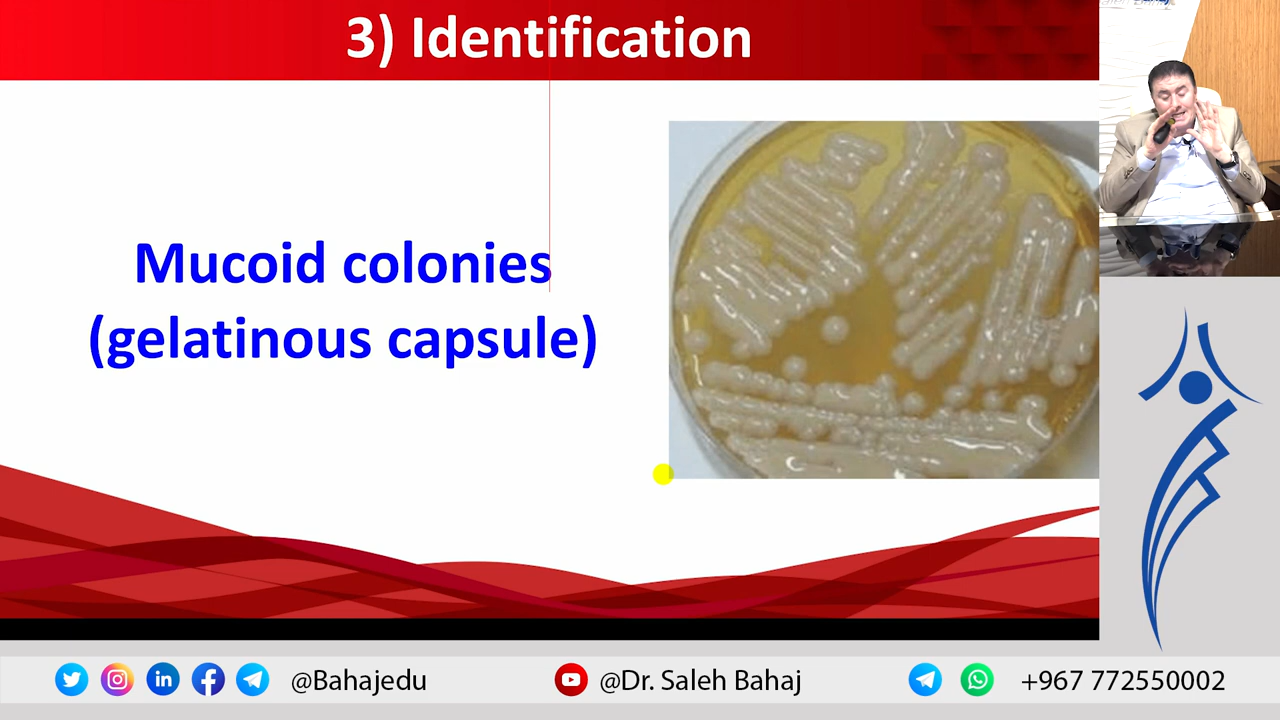 3) Identification
Mucoid colonies
(gelatinous capsule)
@Bahajedu
@Dr. Saleh Bahaj
+967 772550002